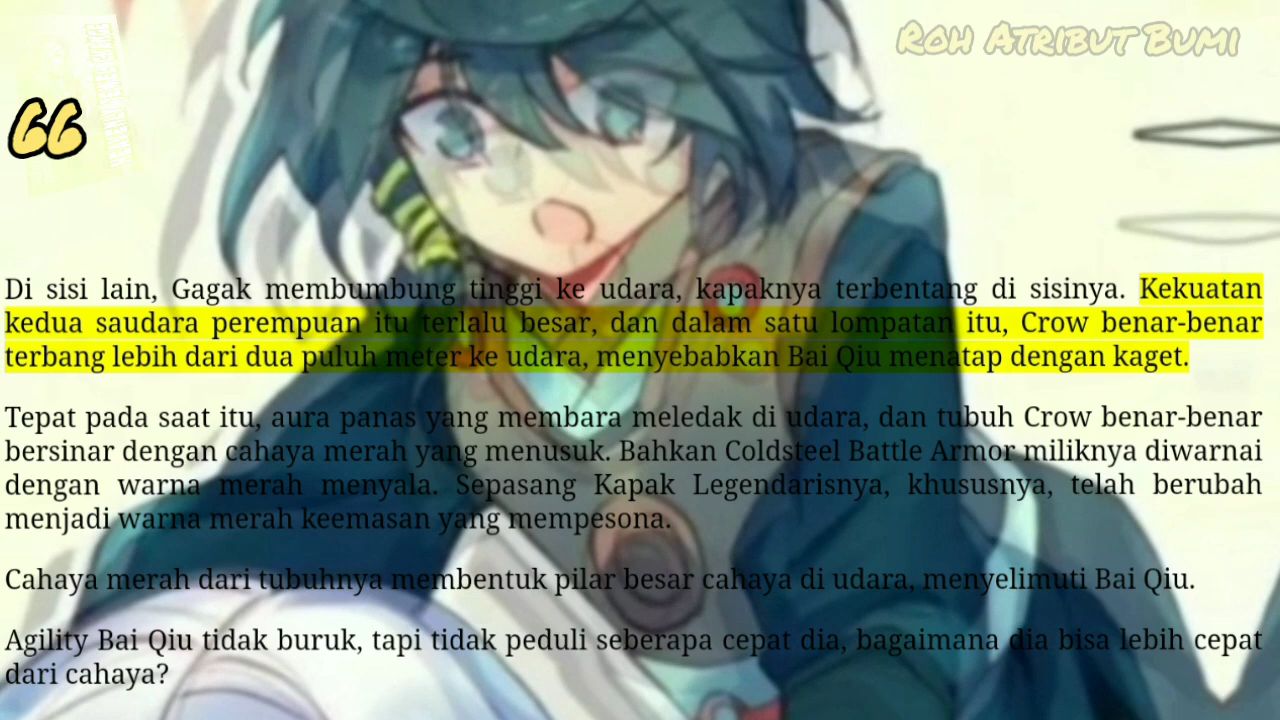 Roh Atribut Bumi
66
Di sisi lain, Gagak membumbung tinggi ke udara, kapaknya terbentang di sisinya. Kekuatan
kedua saudara perempuan itu terlalu besar, dan dalam satu lompatan itu, Crow benar-benar
terbang lebih dari dua puluh meter ke udara, menyebabkan Bai Qiu menatap dengan kaget.
Tepat pada saat itu, aura panas yang membara meledak di udara, dan tubuh Crow benar-benar
bersinar dengan cahaya merah yang menusuk. Bahkan Coldsteel Battle Armor miliknya diwarnai
dengan warna merah menyala. Sepasang Kapak Legendarisnya, khususnya, telah berubah
menjadi warna merah keemasan yang mempesona.
Cahaya merah dari tubuhnya membentuk pilar besar cahaya di udara, menyelimuti Bai Qiu.
Agility Bai Qiu tidak buruk, tapi tidak peduli seberapa cepat dia, bagaimana dia bisa lebih cepat
dari cahaya?